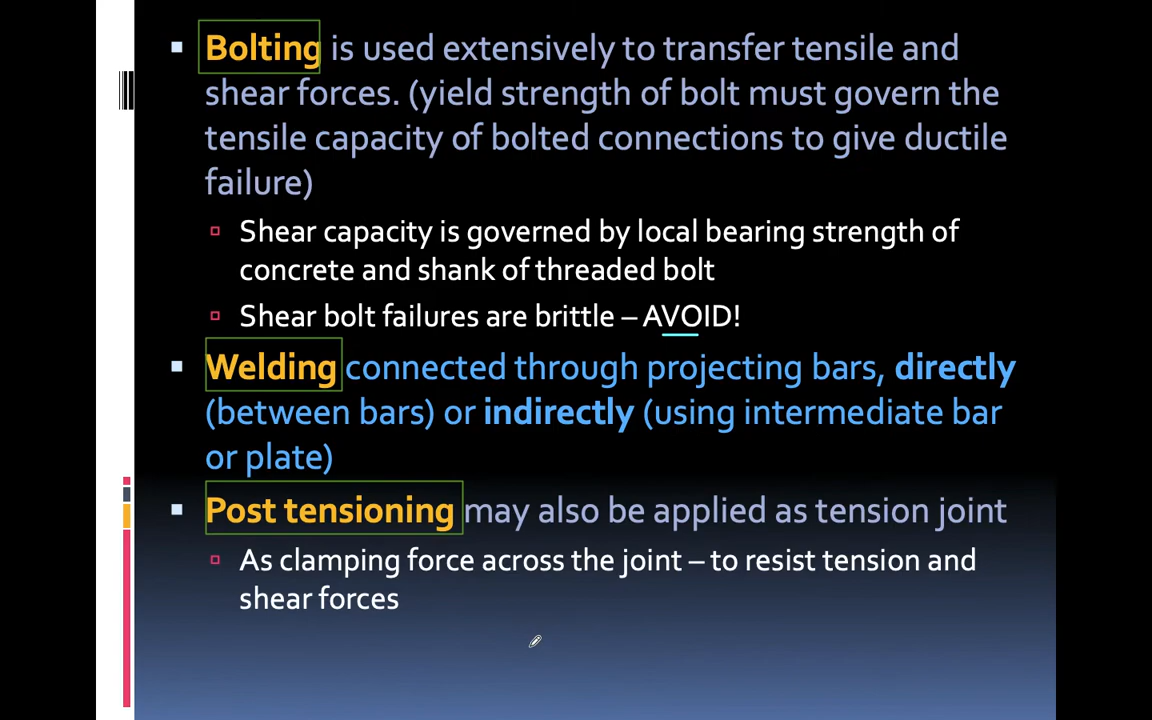 Bolting is used extensively to transfer tensile and
shear forces. (yield strength of bolt must govern the
tensile capacity of bolted connections to give ductile
failure)
Shear capacity is governed by local bearing strength of
concrete and shank of threaded bolt
Shear bolt failures are brittle – AVOID!
Welding connected through projecting bars, directly
(between bars) or indirectly (using intermediate bar
or plate)
Post tensioning may also be applied as tension joint
As clamping force across the joint – to resist tension and
shear forces